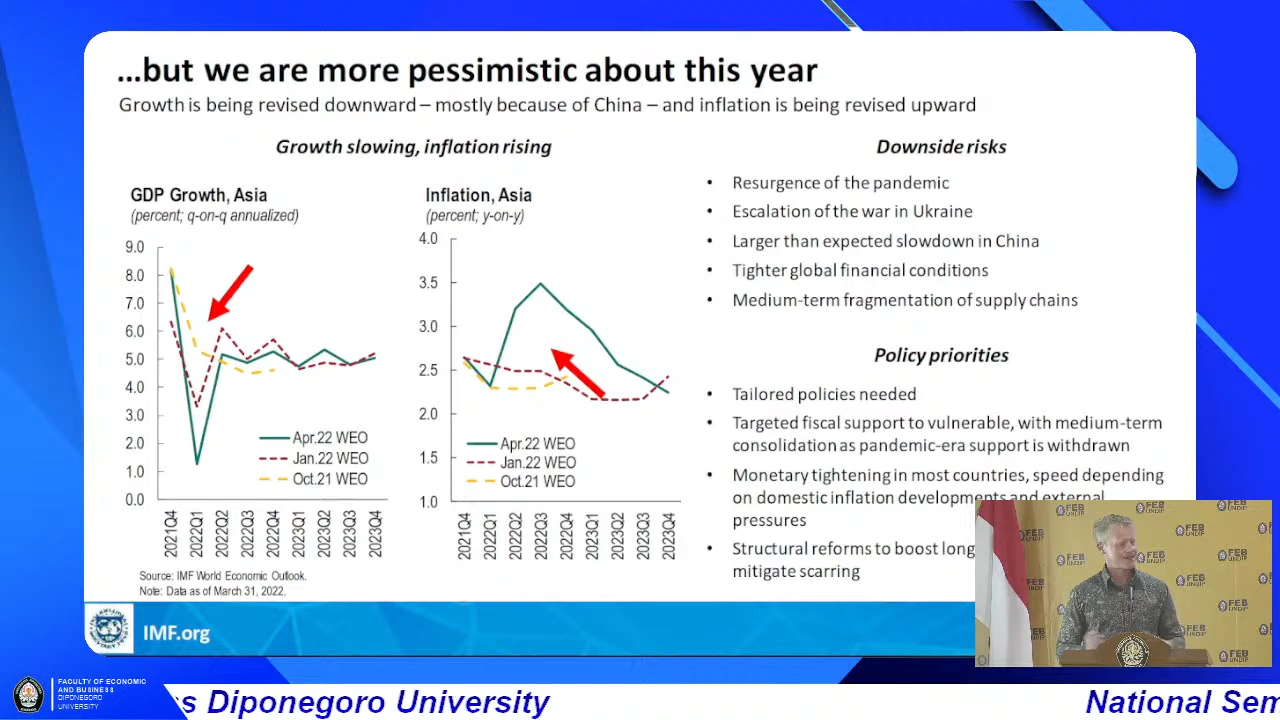 ...but we are more pessimistic about this year
Growth is being revised downward – mostly because of China – and inflation is being revised upward
Growth slowing, inflation rising
GDP Growth, Asia
(percent; q-on-q annualized)
9.0
8.0
7.0
6.0
5.0
4.0
3.0
2.0
1.0
0.0
Apr.22 WEO
Jan.22 WEO
Oct.21 WEO
2021Q4
2022Q1
2022Q2
2022Q3
2022Q4
2023Q1
2023Q2
2023Q3
2023Q4
Inflation, Asia
(percent; y-on-y)
4.0
3.5
3.0
2.5
2.0
1.5
1.0
Apr.22 WEO
Jan.22 WEO
Oct.21 WEO
2021Q4
2022Q1
2022Q2
2022Q3
2022Q4
2023Q1
2023Q2
2023Q3
2023Q4
Source: IMF World Economic Outlook.
Note: Data as of March 31, 2022.
Downside risks
• Resurgence of the pandemic
• Escalation of the war in Ukraine
• Larger than expected slowdown in China
• Tighter global financial conditions
• Medium-term fragmentation of supply chains
Policy priorities
• Tailored policies needed
• Targeted fiscal support to vulnerable, with medium-term
consolidation as pandemic-era support is withdrawn
• Monetary tightening in most countries, speed depending
on domestic inflation developments and external
pressures
• Structural reforms to boost long
mitigate scarring
IMF.org
FEB
UNDIP
FACULTY OF ECONOMIC
AND BUSINESS
DIPONEGORO
UNIVERSITY
ss Diponegoro University
National Sem